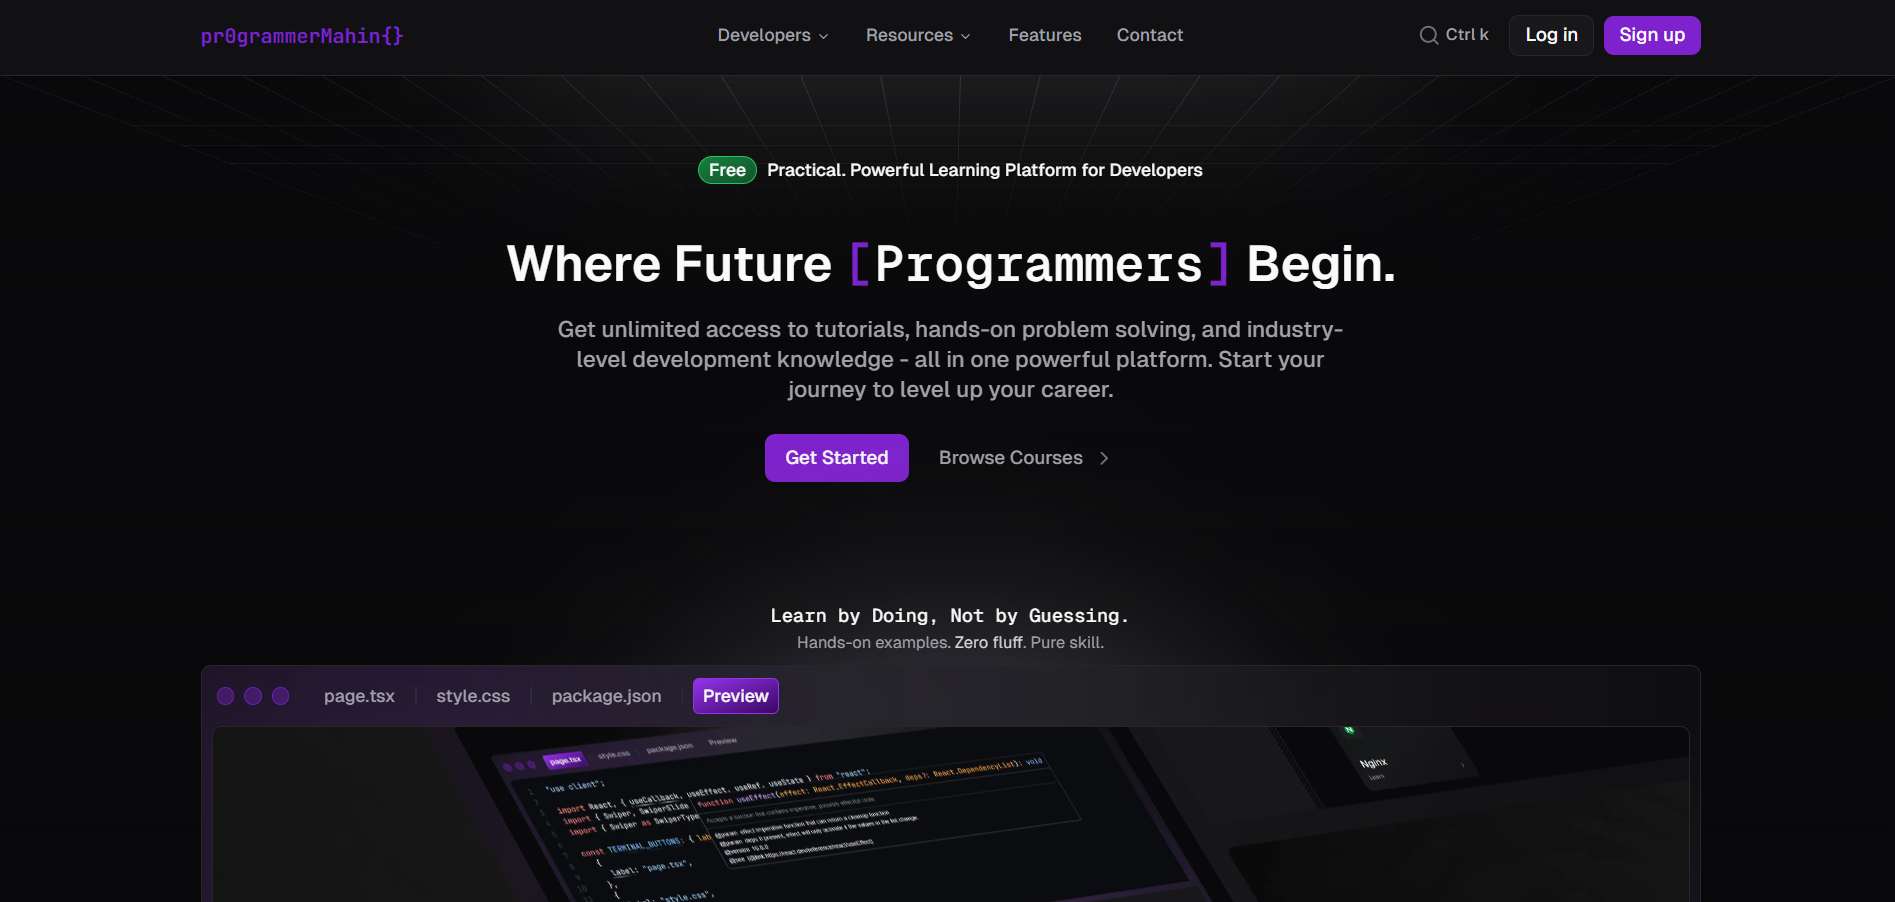 pr0grammerMahin{}
Developers
Resources
Features
Contact
Ctrl k
Log in
Sign up
Free
Practical. Powerful Learning Platform for Developers
Where Future [Programmers] Begin.
Get unlimited access to tutorials, hands-on problem solving, and industry-
level development knowledge - all in one powerful platform. Start your
journey to level up your career.
Get Started
Browse Courses
Learn by Doing, Not by Guessing.
Hands-on examples. Zero fluff. Pure skill.
page.tsx
style.css
package.json
Preview
page.tsx
style.css
package.json
Preview
"use client";
import React, { useCallback, useEffect, useRef, useState } from "react";
import { Swiper, SwiperSlide
import { Swiper as SwiperType
function useEffect(effect: React.EffectCallback, deps?: React.DependencyList): void
const TERMINAL_BUTTONS: { lab
{
label: "page.tsx",
},
{
"style.css",
Nginx
Learn